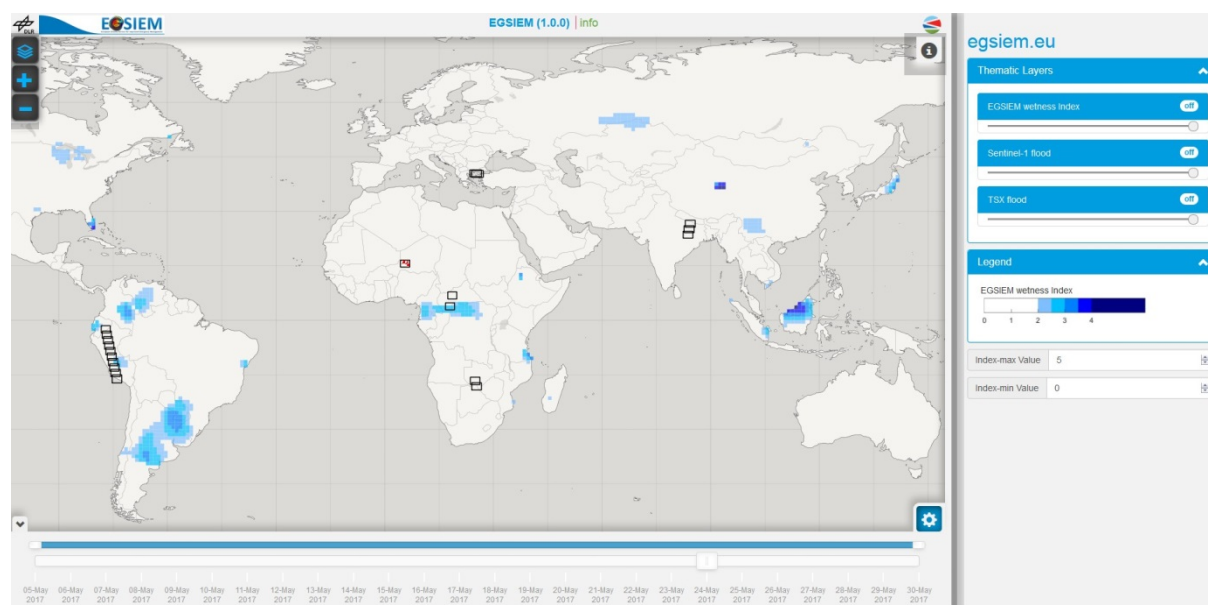 DLR
EGSIEM
EGSIEM (1.0.0) | info
egsiem.eu
Thematic Layers
EGSIEM wetness Index off
Sentinel-1 flood off
TSX flood off
Legend
EGSIEM wetness Index
0 1 2 3 4
Index-max Value 5
Index-min Value 0
05-May 06-May 07-May 08-May 09-May 10-May 11-May 12-May 13-May 14-May 15-May 16-May 17-May 18-May 19-May 20-May 21-May 22-May 23-May 24-May 25-May 26-May 27-May 28-May 29-May 30-May
2017 2017 2017 2017 2017 2017 2017 2017 2017 2017 2017 2017 2017 2017 2017 2017 2017 2017 2017 2017 2017 2017 2017 2017 2017 2017